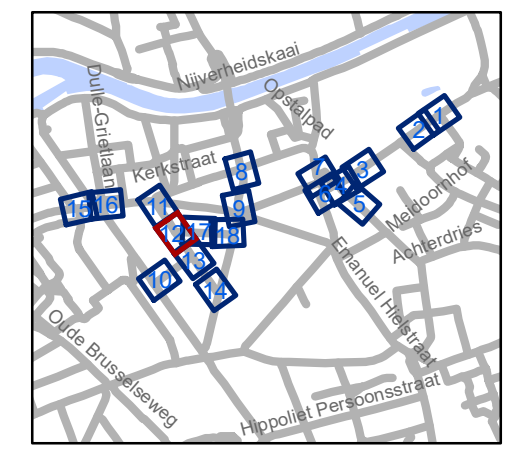 Nijverheidskaai
Dulle-Grietlaan
Opstalpad
Kerkstraat
1
2
3
4
5
6
7
8
9
10
11
12
13
14
15
16
17
18
Meidoornhof
Achterdries
Emanuel Hielstraat
Oude Brusselseweg
Hippoliet Persoonsstraat